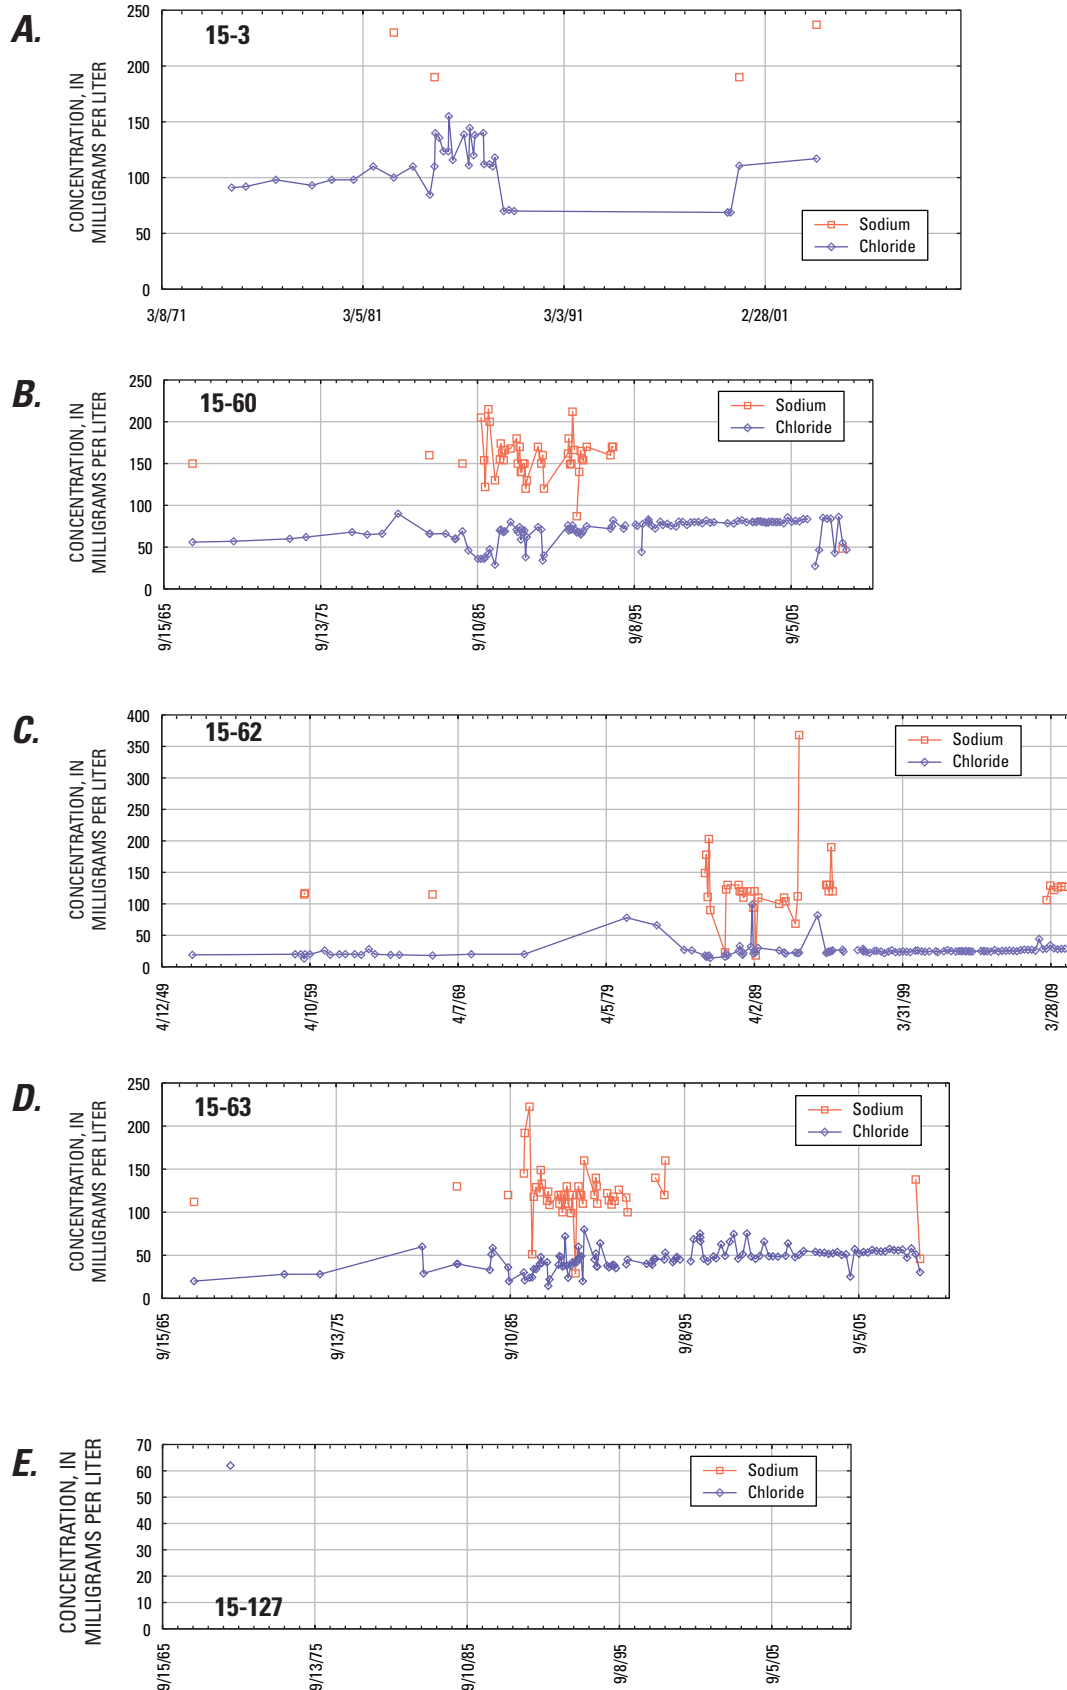 A.
15-3
CONCENTRATION, IN
MILLIGRAMS PER LITER
250
200
150
100
50
0
Sodium
Chloride
3/8/71
3/5/81
3/3/91
2/28/01
B.
15-60
CONCENTRATION, IN
MILLIGRAMS PER LITER
250
200
150
100
50
0
Sodium
Chloride
9/15/65
9/13/75
9/10/85
9/8/95
9/5/05
C.
15-62
CONCENTRATION, IN
MILLIGRAMS PER LITER
400
350
300
250
200
150
100
50
0
Sodium
Chloride
4/12/49
4/10/59
4/7/69
4/5/79
4/2/89
3/31/99
3/28/09
D.
15-63
CONCENTRATION, IN
MILLIGRAMS PER LITER
250
200
150
100
50
0
Sodium
Chloride
9/15/65
9/13/75
9/10/85
9/8/95
9/5/05
E.
CONCENTRATION, IN
MILLIGRAMS PER LITER
70
60
50
40
30
20
10
0
Sodium
Chloride
15-127
9/15/65
9/13/75
9/10/85
9/8/95
9/5/05